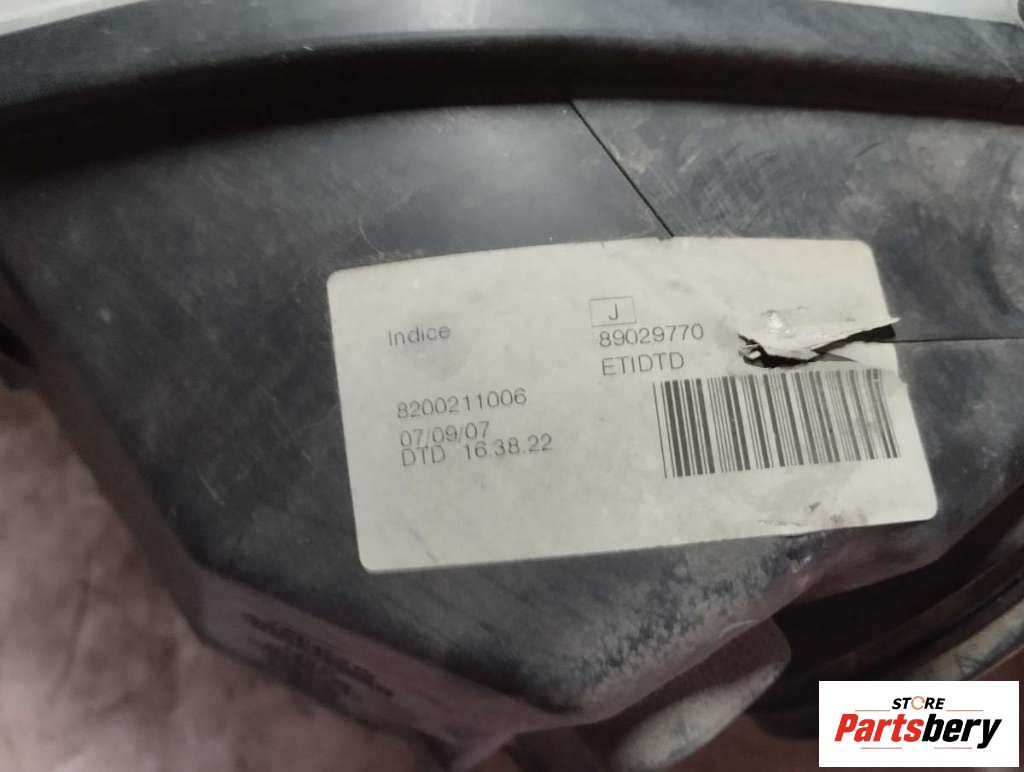 Indice
J
89029770
ETIDTD
8200211006
07/09/07
DTD 16.38.22
STORE
Partsbery